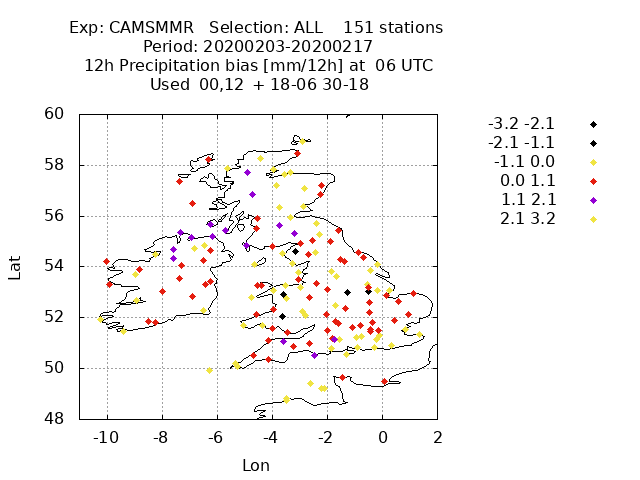 Exp: CAMSMMR   Selection: ALL    151 stations
Period: 20200203-20200217
12h Precipitation bias [mm/12h] at  06 UTC
Used  00,12  + 18-06 30-18
-3.2 -2.1
-2.1 -1.1
-1.1 0.0
0.0 1.1
1.1 2.1
2.1 3.2
Lat
60
58
56
54
52
50
48
-10 -8 -6 -4 -2 0 2
Lon